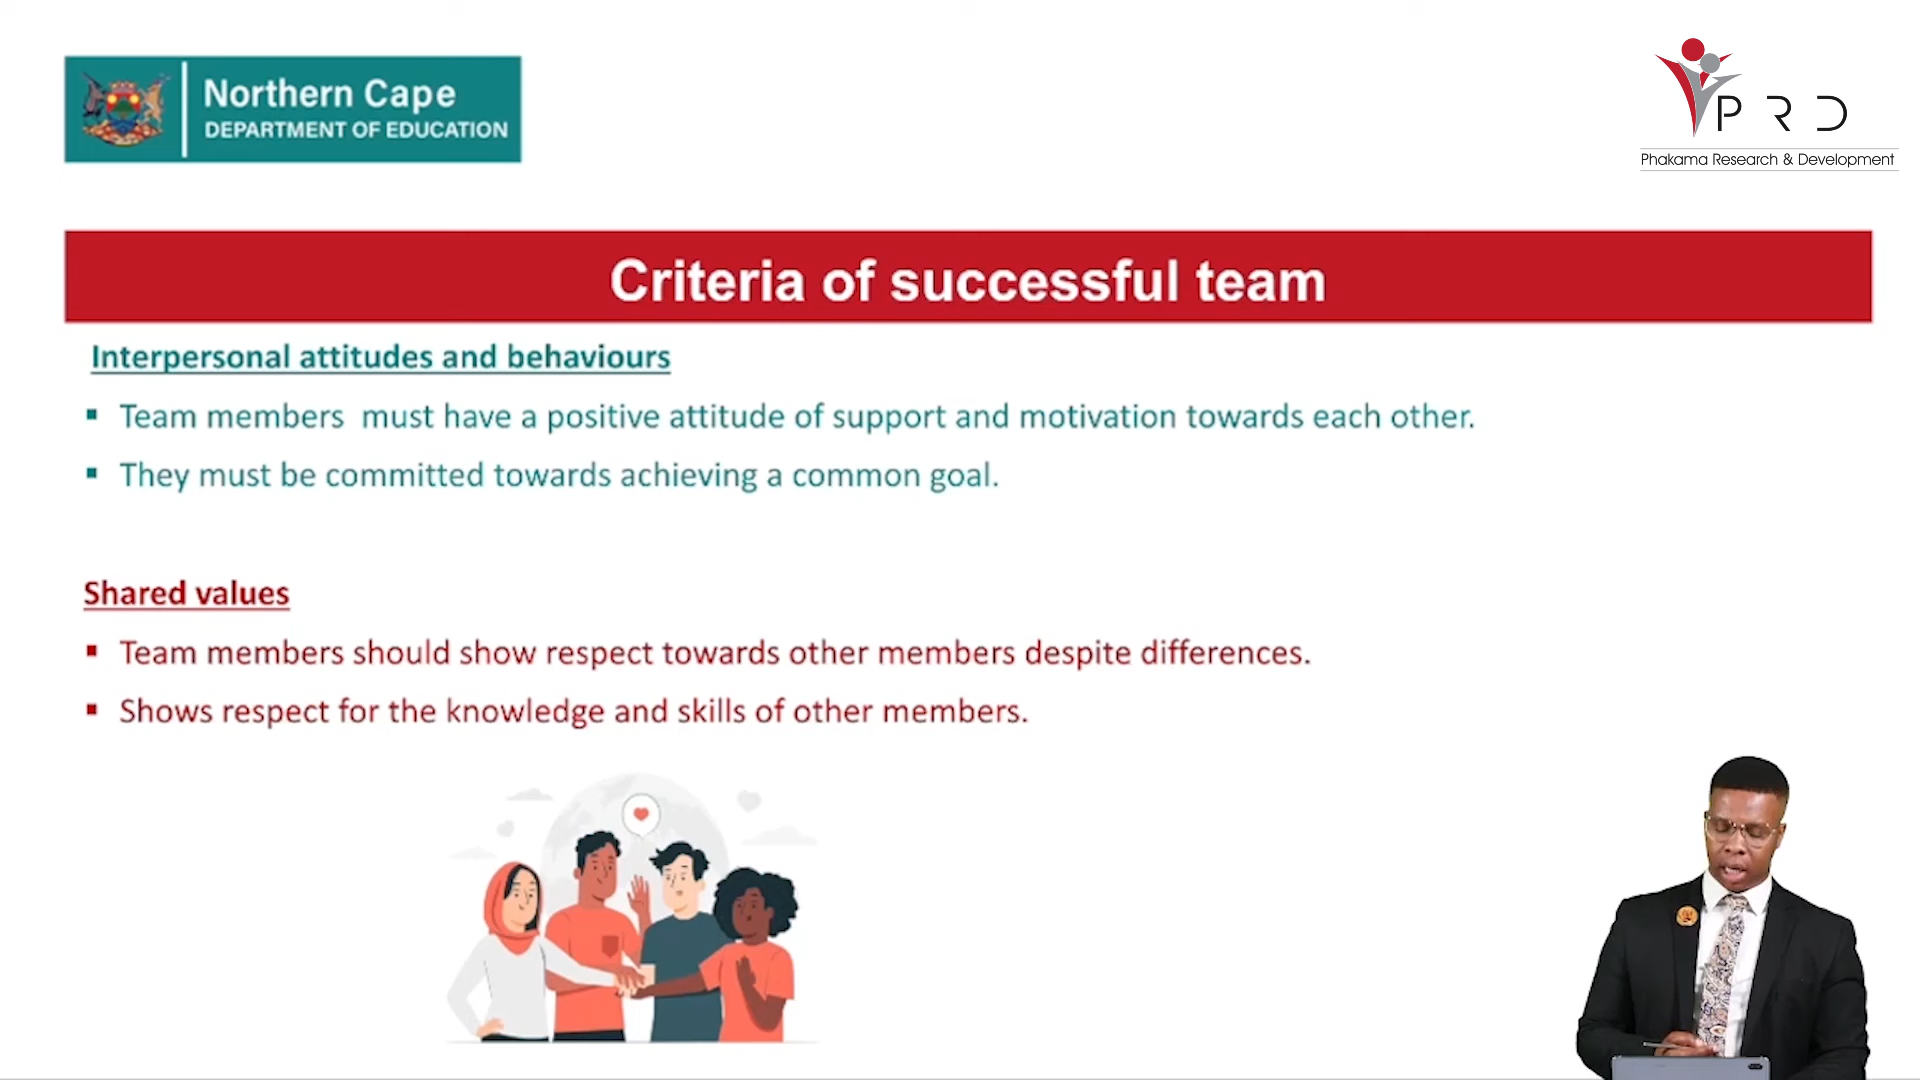 Northern Cape
DEPARTMENT OF EDUCATION
P R D
Phakama Research & Development
Criteria of successful team
Interpersonal attitudes and behaviours
▪ Team members must have a positive attitude of support and motivation towards each other.
▪ They must be committed towards achieving a common goal.
Shared values
▪ Team members should show respect towards other members despite differences.
▪ Shows respect for the knowledge and skills of other members.